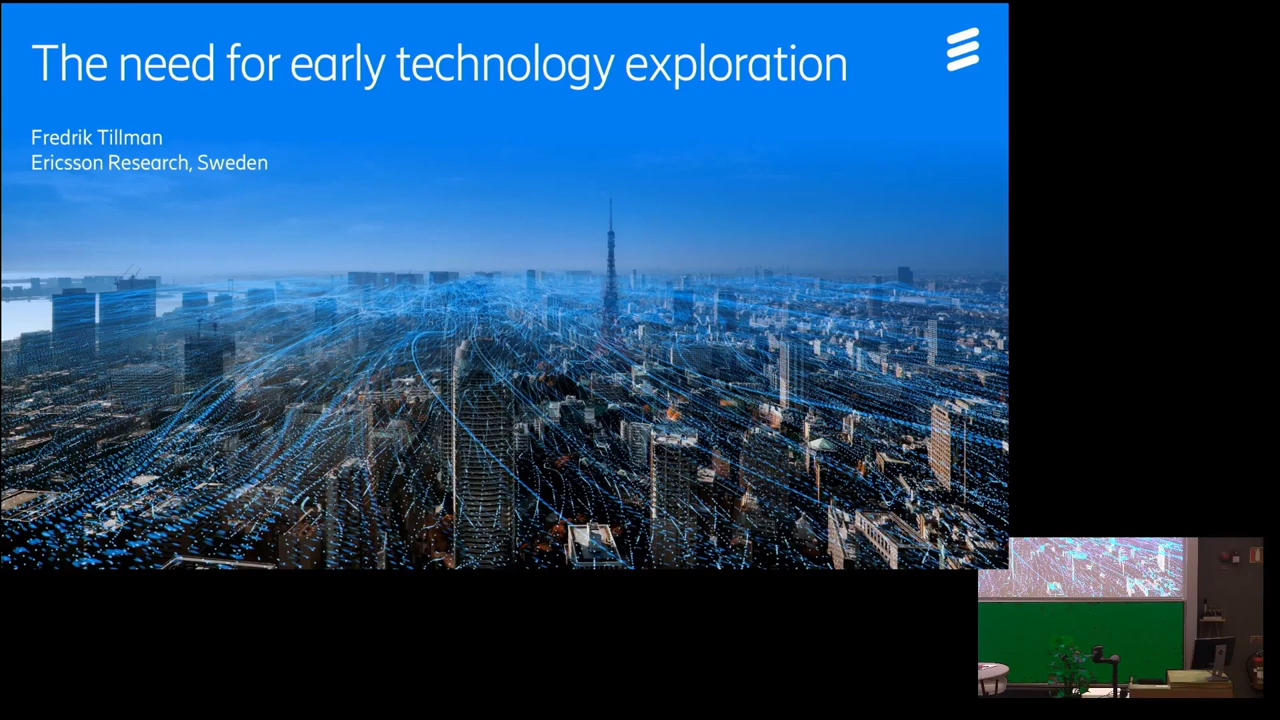 The need for early technology exploration
Fredrik Tillman
Ericsson Research, Sweden